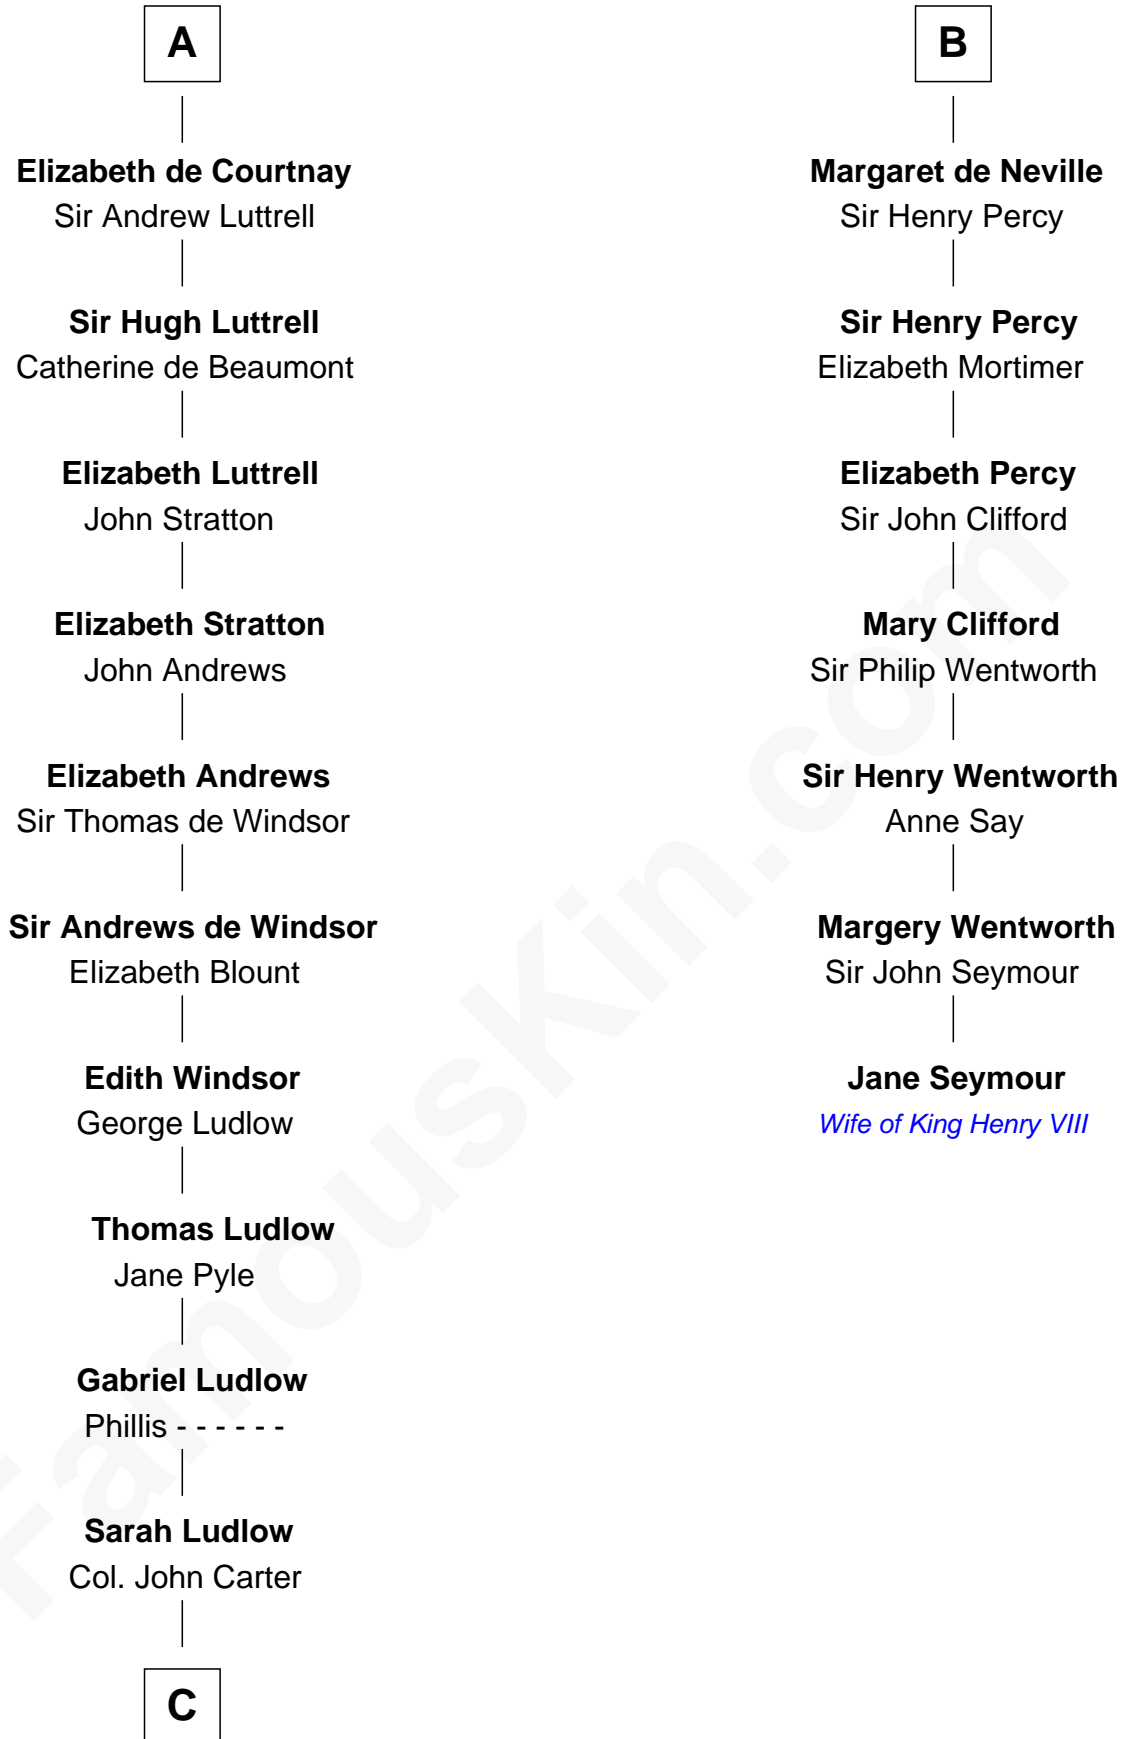 A
Elizabeth de Courtnay
Sir Andrew Luttrell
Sir Hugh Luttrell
Catherine de Beaumont
Elizabeth Luttrell
John Stratton
Elizabeth Stratton
John Andrews
Elizabeth Andrews
Sir Thomas de Windsor
Sir Andrews de Windsor
Elizabeth Blount
Edith Windsor
George Ludlow
Thomas Ludlow
Jane Pyle
Gabriel Ludlow
Phillis - - - - - -
Sarah Ludlow
Col. John Carter
C
B
Margaret de Neville
Sir Henry Percy
Sir Henry Percy
Elizabeth Mortimer
Elizabeth Percy
Sir John Clifford
Mary Clifford
Sir Philip Wentworth
Sir Henry Wentworth
Anne Say
Margery Wentworth
Sir John Seymour
Jane Seymour
Wife of King Henry VIII
FamousKin.com